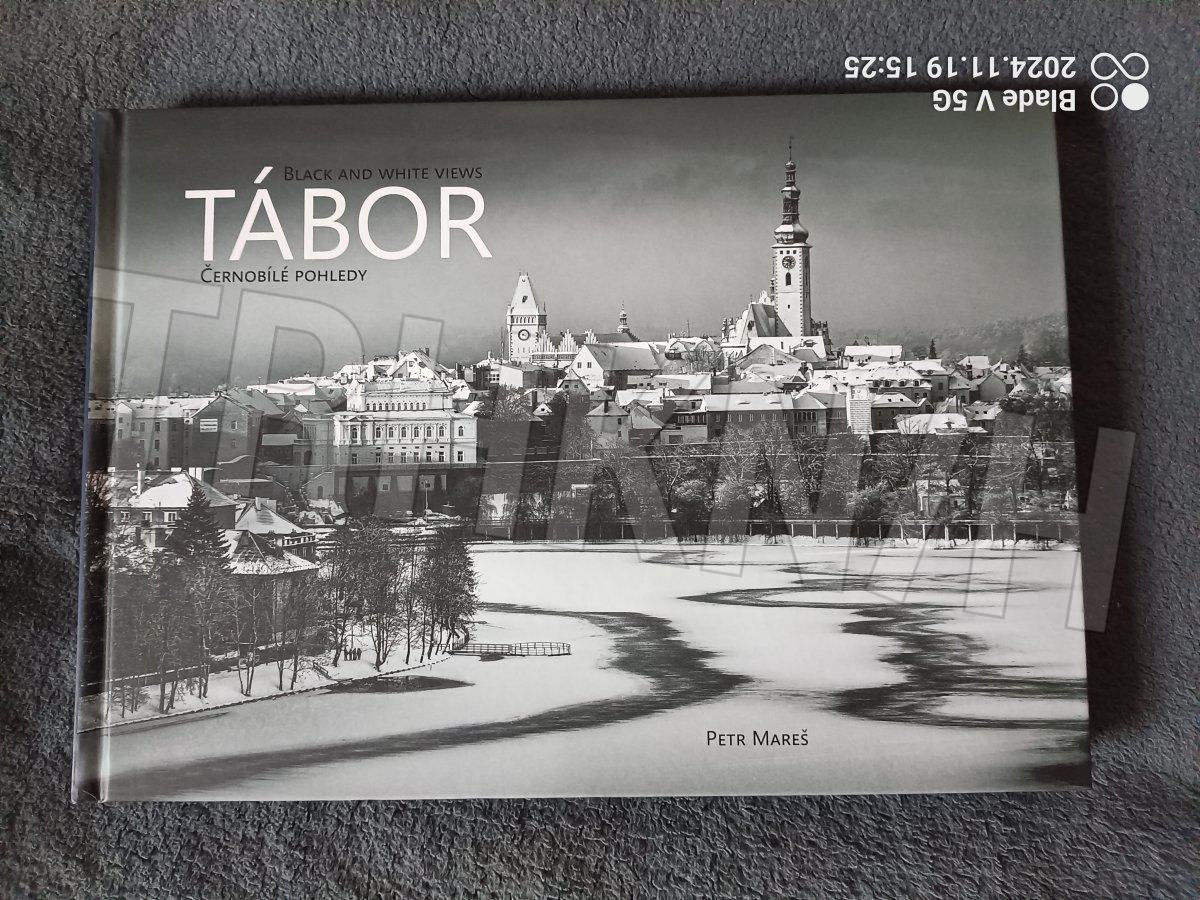 Black and white views
TÁBOR
Černobílé pohledy
Petr Mareš
Blade V 5G
2024.11.19 15:25